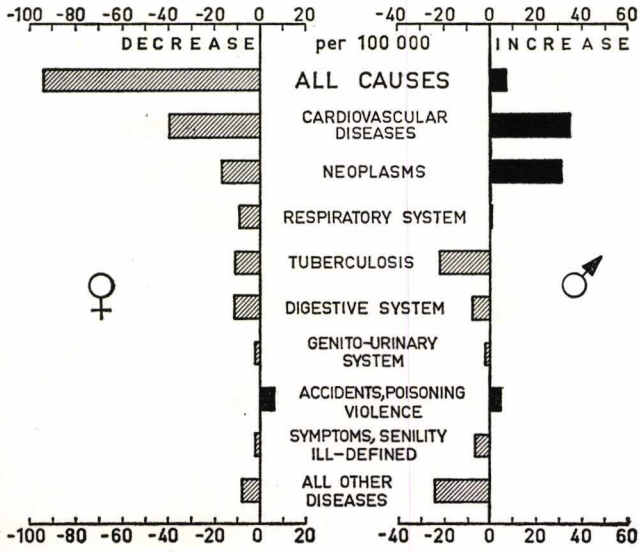 -100 -80 -60 -40 -20 0 20 -40 -20 0 20 40 60
DECREASE per 100 000 INCREASE
ALL CAUSES
CARDIOVASCULAR
DISEASES
NEOPLASMS
RESPIRATORY SYSTEM
TUBERCULOSIS
DIGESTIVE SYSTEM
GENITO-URINARY
SYSTEM
ACCIDENTS,POISONING
VIOLENCE
SYMPTOMS, SENILITY
ILL-DEFINED
ALL OTHER
DISEASES
-100 -80 -60 -40 -20 0 20 -40 -20 0 20 40 60